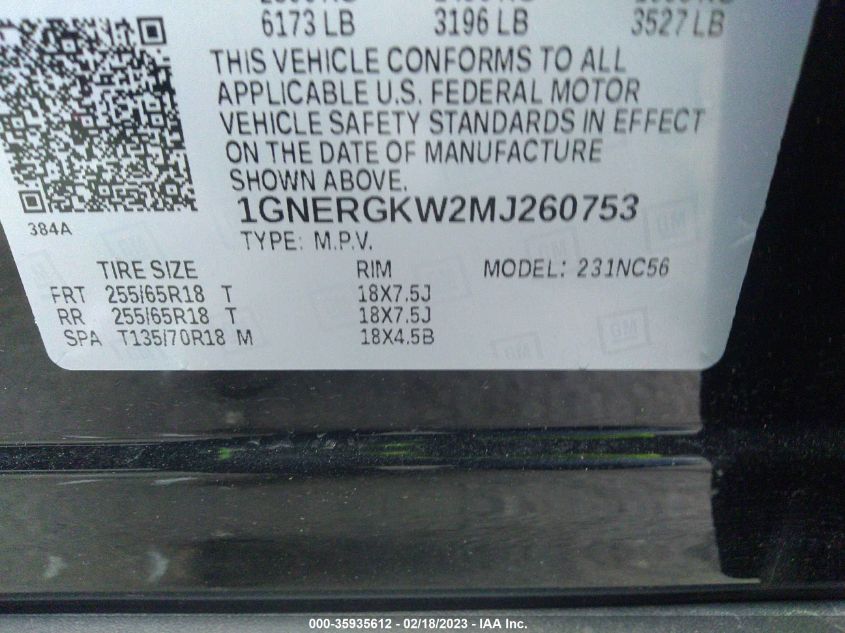 6173 LB 3196 LB 3527 LB
THIS VEHICLE CONFORMS TO ALL
APPLICABLE U.S. FEDERAL MOTOR
VEHICLE SAFETY STANDARDS IN EFFECT
ON THE DATE OF MANUFACTURE
SHOWN ABOVE.
384A
1GNERGKW2MJ260753
TYPE: M.P.V.
TIRE SIZE RIM MODEL: 231NC56
FRT 255/65R18 T 18X7.5J
RR 255/65R18 T 18X7.5J
SPA T135/70R18 M 18X4.5B
GM
000-35935612 / 02/18/2023 - © IAA Inc.